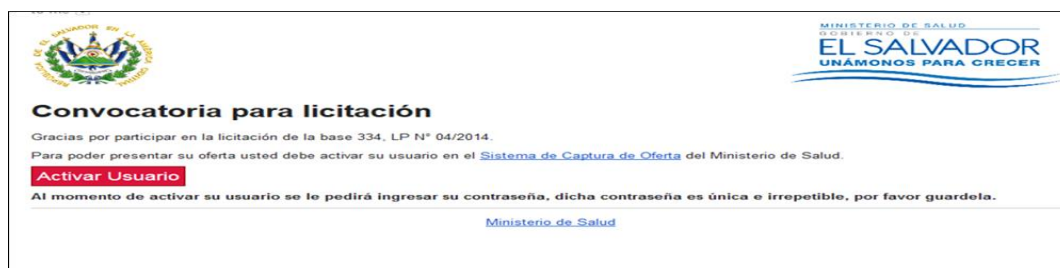 MINISTERIO DE SALUD
GOBIERNO DE
EL SALVADOR
UNÁMONOS PARA CRECER
Convocatoria para licitación
Gracias por participar en la licitación de la base 334, LP N° 04/2014.
Para poder presentar su oferta usted debe activar su usuario en el Sistema de Captura de Oferta del Ministerio de Salud.
Activar Usuario
Al momento de activar su usuario se le pedirá ingresar su contraseña, dicha contraseña es única e irrepetible, por favor guardela.
Ministerio de Salud